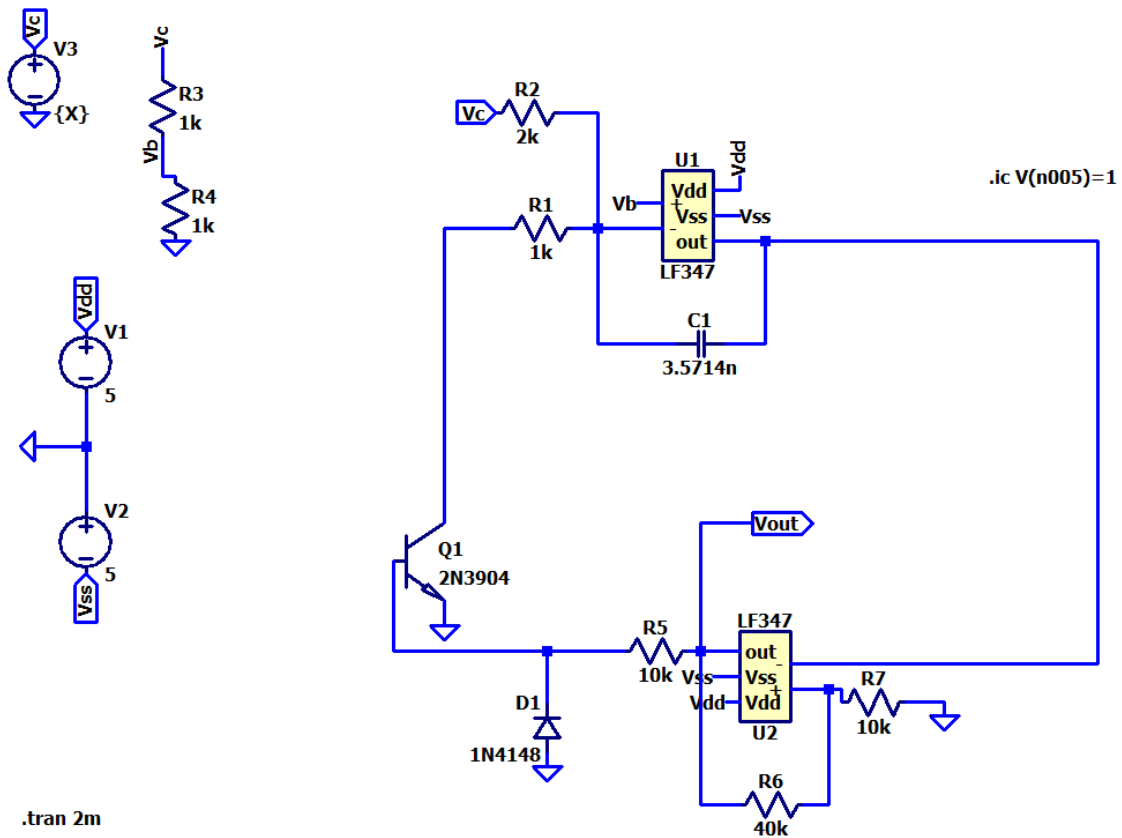 Vc
V3
{X}
Vc
R3
1k
Vb
R4
1k
Vdd
V1
5
V2
5
Vss
Vc
R2
2k
R1
1k
Vb
U1
Vdd
+
Vss
-
out
LF347
Vdd
Vss
C1
3.5714n
.ic V(n005)=1
Q1
2N3904
Vout
R5
10k
D1
1N4148
LF347
out
-
Vss
+
Vdd
U2
Vss
Vdd
R7
10k
R6
40k
.tran 2m